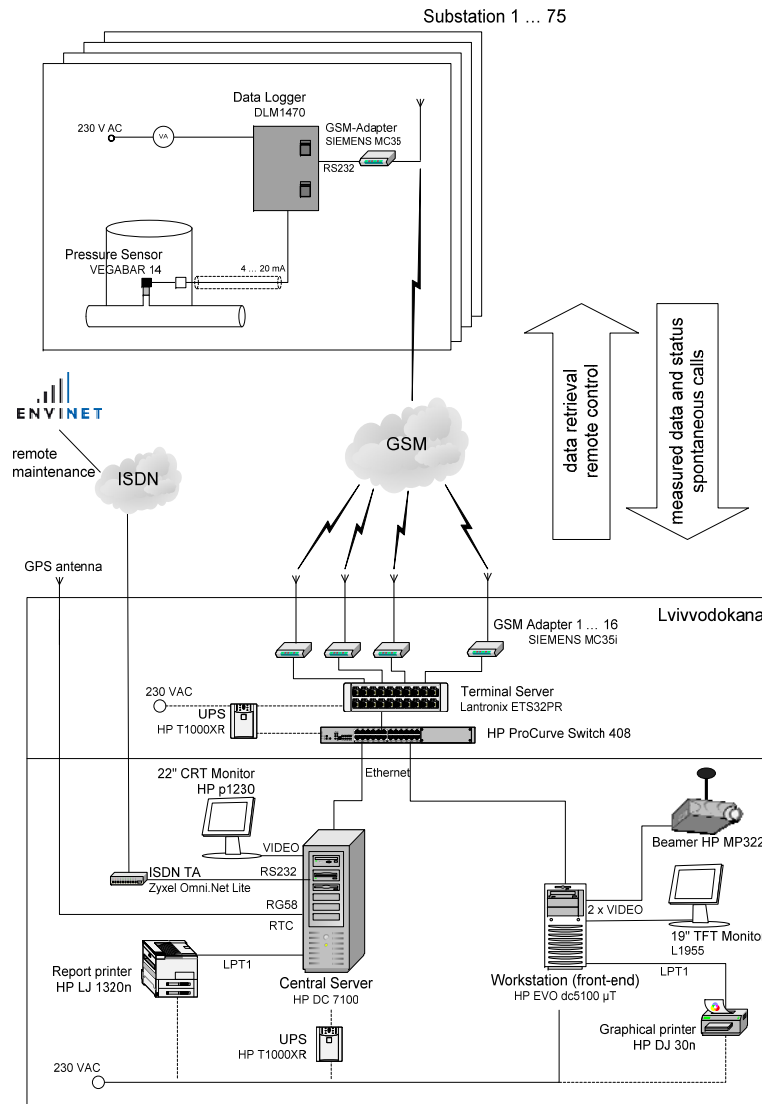 Substation 1 ... 75
Data Logger
DLM1470
230 V AC
VA
GSM-Adapter
SIEMENS MC35
RS232
Pressure Sensor
VEGABAR 14
4 ... 20 mA
data retrieval
remote control
measured data and status
spontaneous calls
ENVINET
remote
maintenance
ISDN
GSM
GPS antenna
Lvivvodokana
GSM Adapter 1 ... 16
SIEMENS MC35i
230 VAC
UPS
HP T1000XR
Terminal Server
Lantronix ETS32PR
HP ProCurve Switch 408
Ethernet
22" CRT Monitor
HP p1230
VIDEO
ISDN TA
Zyxel Omni.Net Lite
RS232
RG58
RTC
Beamer HP MP322
2 x VIDEO
19" TFT Monito
L1955
LPT1
Report printer
HP LJ 1320n
LPT1
Central Server
HP DC 7100
Workstation (front-end)
HP EVO dc5100 µT
Graphical printer
HP DJ 30n
UPS
HP T1000XR
230 VAC